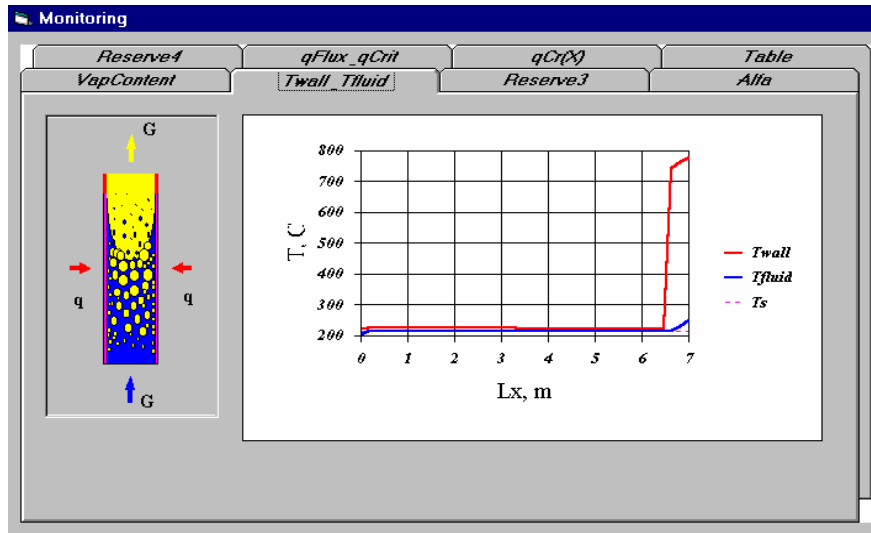 Monitoring
Reserve4 qFlux_qCrit qCr(X) Table
VapContent Twall_Tfluid Reserve3 Alfa
G
q q
G
T, C
800
700
600
500
400
300
200
0 1 2 3 4 5 6 7
Lx, m
Twall
Tfluid
Ts